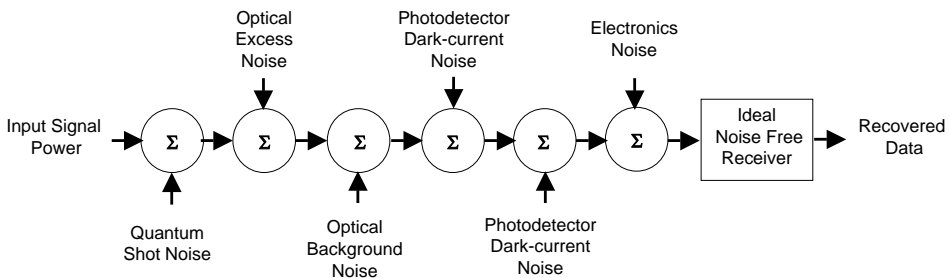 Optical
Excess
Noise
Photodetector
Dark-current
Noise
Electronics
Noise
Input Signal
Power
Σ
Σ
Σ
Σ
Σ
Σ
Ideal
Noise Free
Receiver
Recovered
Data
Quantum
Shot Noise
Optical
Background
Noise
Photodetector
Dark-current
Noise